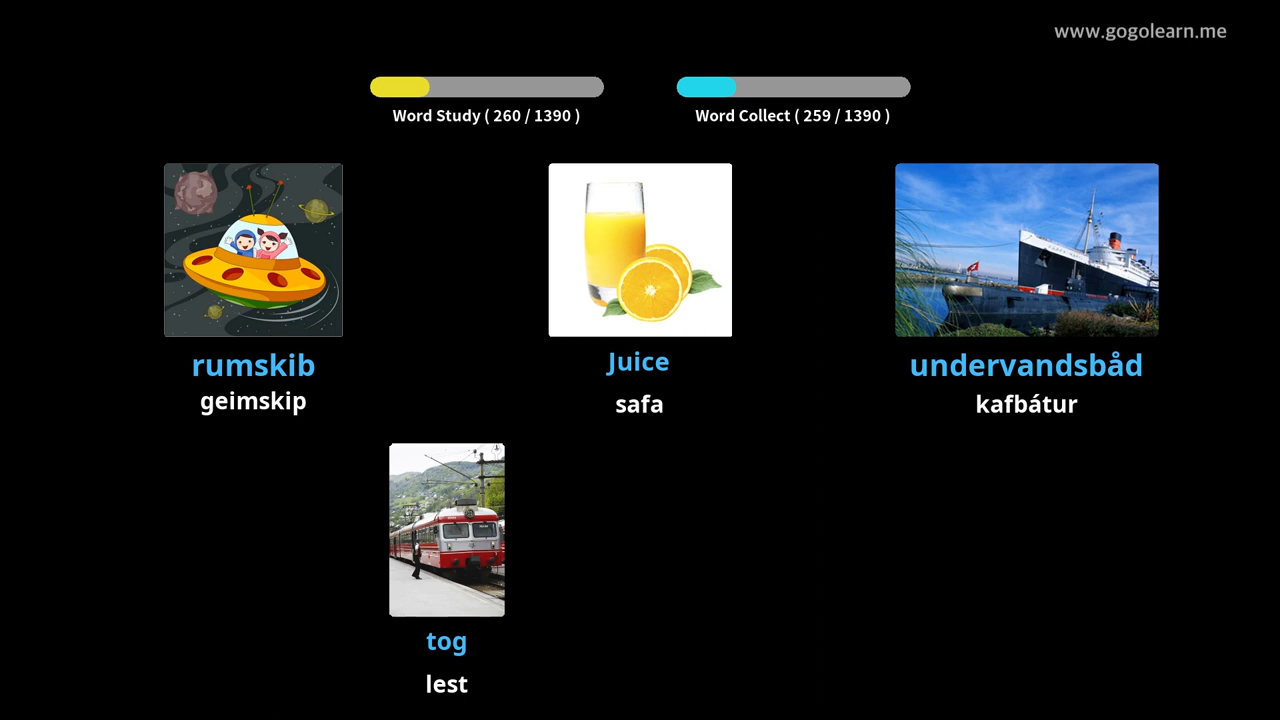 www.gogolearn.me
Word Study ( 260 / 1390 )
Word Collect ( 259 / 1390 )
rumskib
geimskip
Juice
safa
undervandsbåd
kafbátur
tog
lest